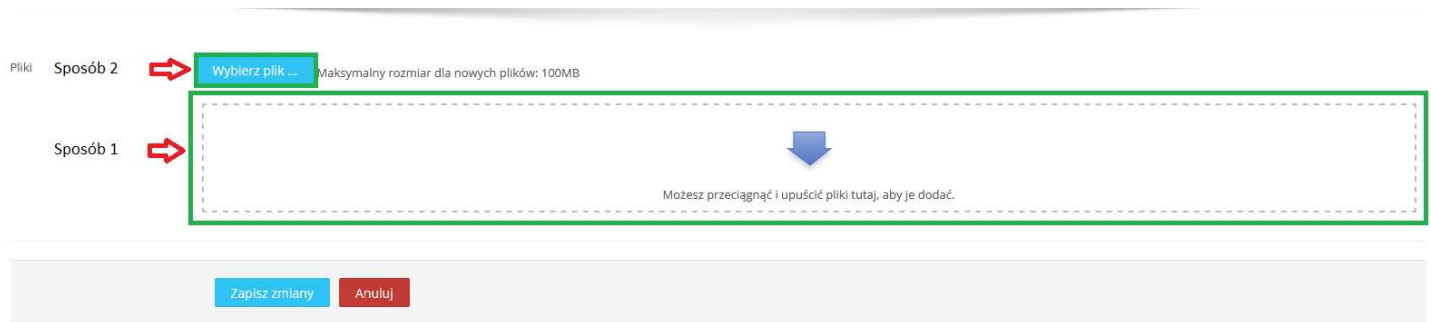 Pliki Sposób 2 Wybierz plik ... Maksymalny rozmiar dla nowych plików: 100MB
Sposób 1
Możesz przeciągnąć i upuścić pliki tutaj, aby je dodać.
Zapisz zmiany Anuluj